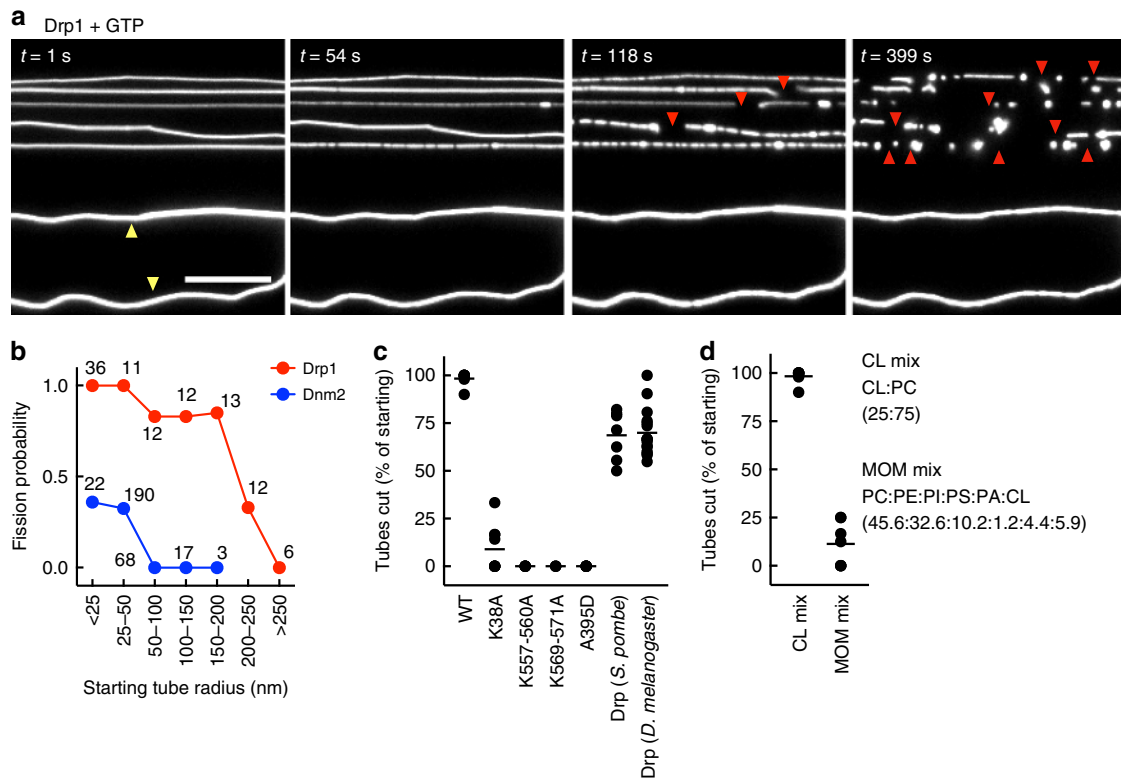 a
Drp1 + GTP
t = 1 s
t = 54 s
t = 118 s
t = 399 s
b
Fission probability
1.0
0.5
0.0
36
11
12
12
13
12
6
22
190
68
17
3
Drp1
Dnm2
<25
25–50
50–100
100–150
150–200
200–250
>250
Starting tube radius (nm)
c
Tubes cut (% of starting)
100
75
50
25
0
WT
K38A
K557-560A
K569-571A
A395D
Drp (S. pombe)
Drp (D. melanogaster)
d
Tubes cut (% of starting)
100
75
50
25
0
CL mix
MOM mix
CL mix
CL:PC
(25:75)
MOM mix
PC:PE:PI:PS:PA:CL
(45.6:32.6:10.2:1.2:4.4:5.9)